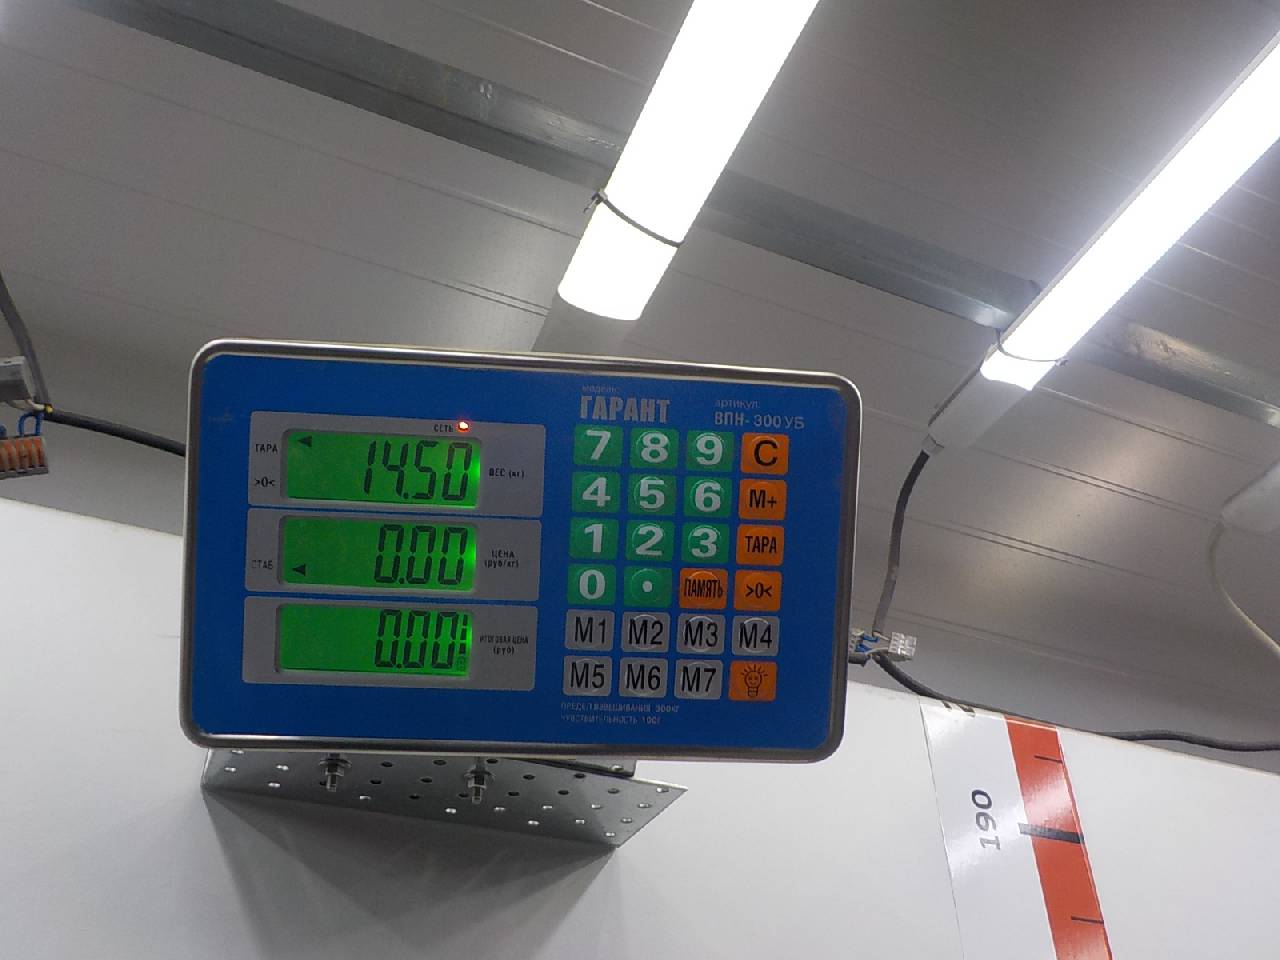 модель:
ГАРАНТ
артикул:
ВПН-300УБ
СЕТЬ
ТАРА
>0<
14.50
ВЕС (кг)
СТАБ
0.00
ЦЕНА
(руб/кг)
0.00
ИТОГОВАЯ ЦЕНА
(руб)
7 8 9 C
4 5 6 M+
1 2 3 ТАРА
0 . ПАМЯТЬ >0<
M1 M2 M3 M4
M5 M6 M7
ПРЕДЕЛ ВЗВЕШИВАНИЯ 300КГ
ЧУВСТВИТЕЛЬНОСТЬ 100Г
190